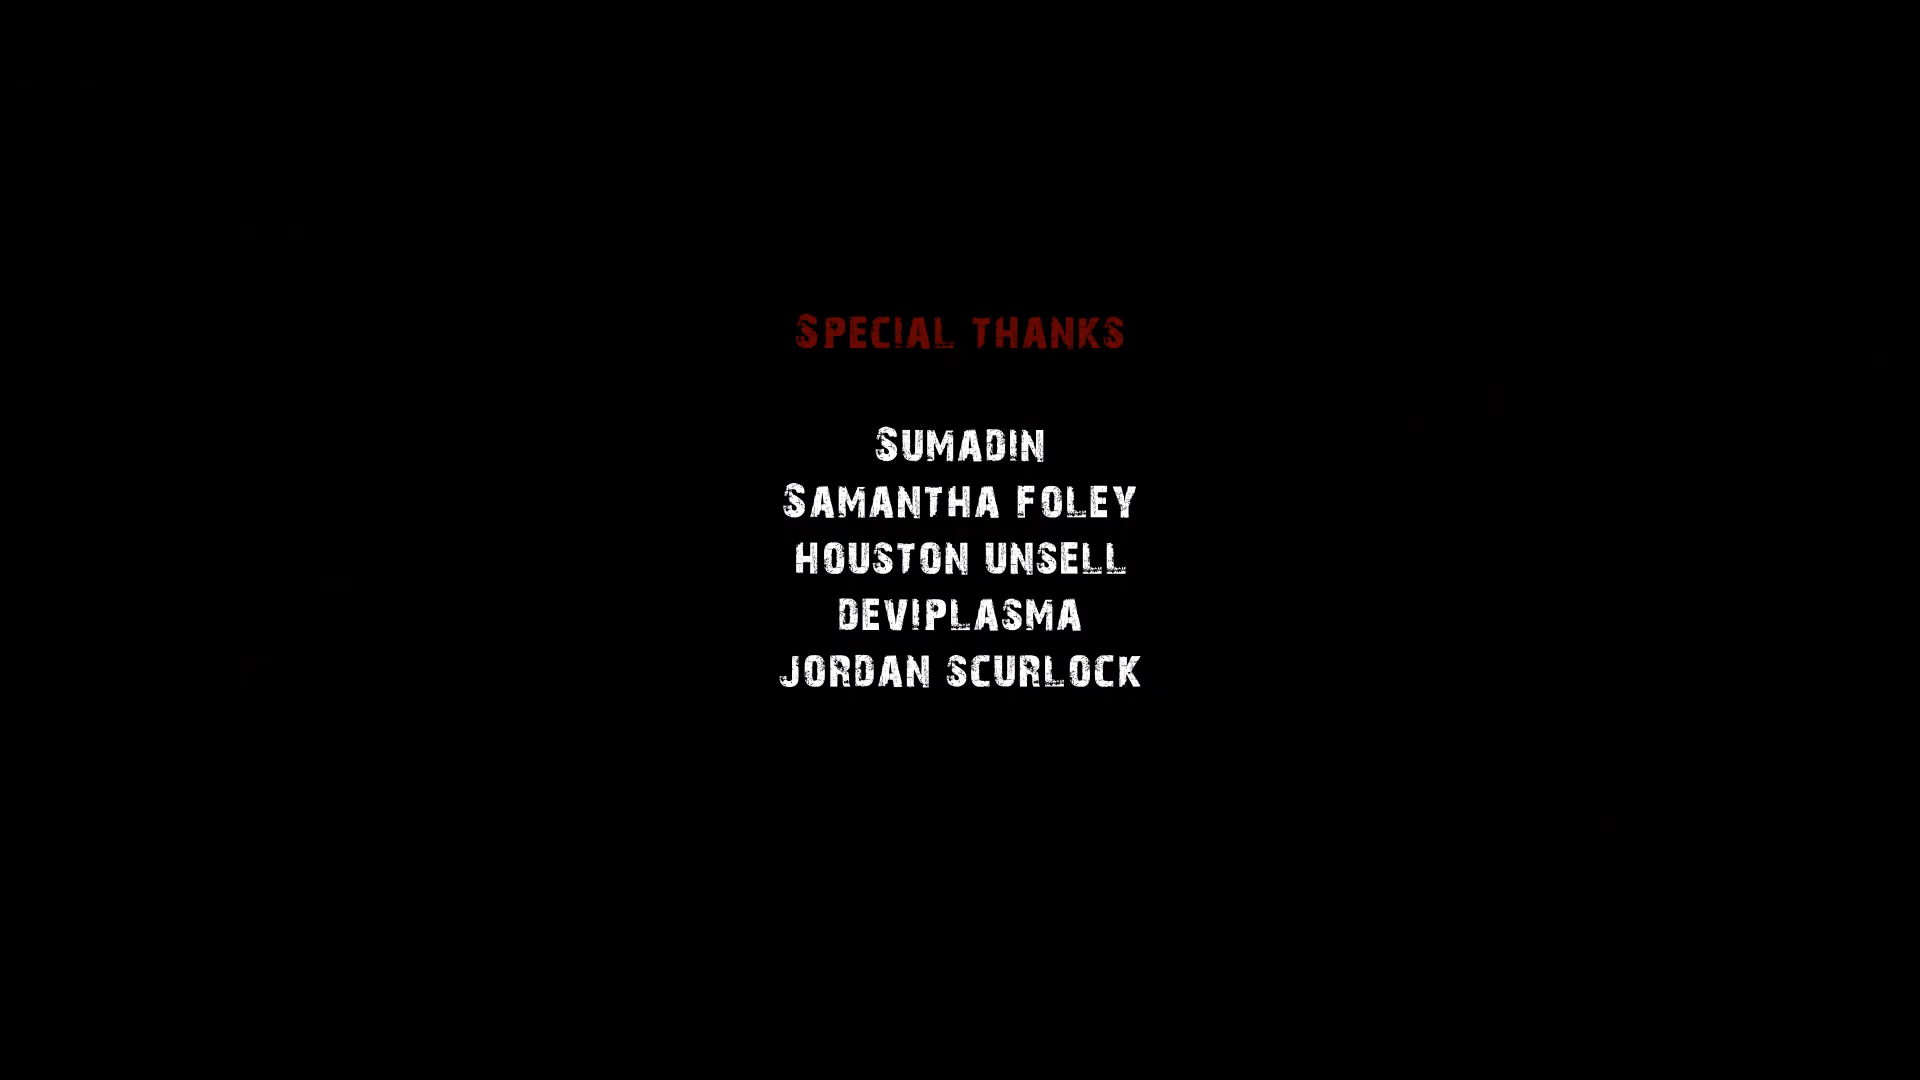 SPECIAL THANKS
SUMADIN
SAMANTHA FOLEY
HOUSTON UNSELL
DEVIPLASMA
JORDAN SCURLOCK